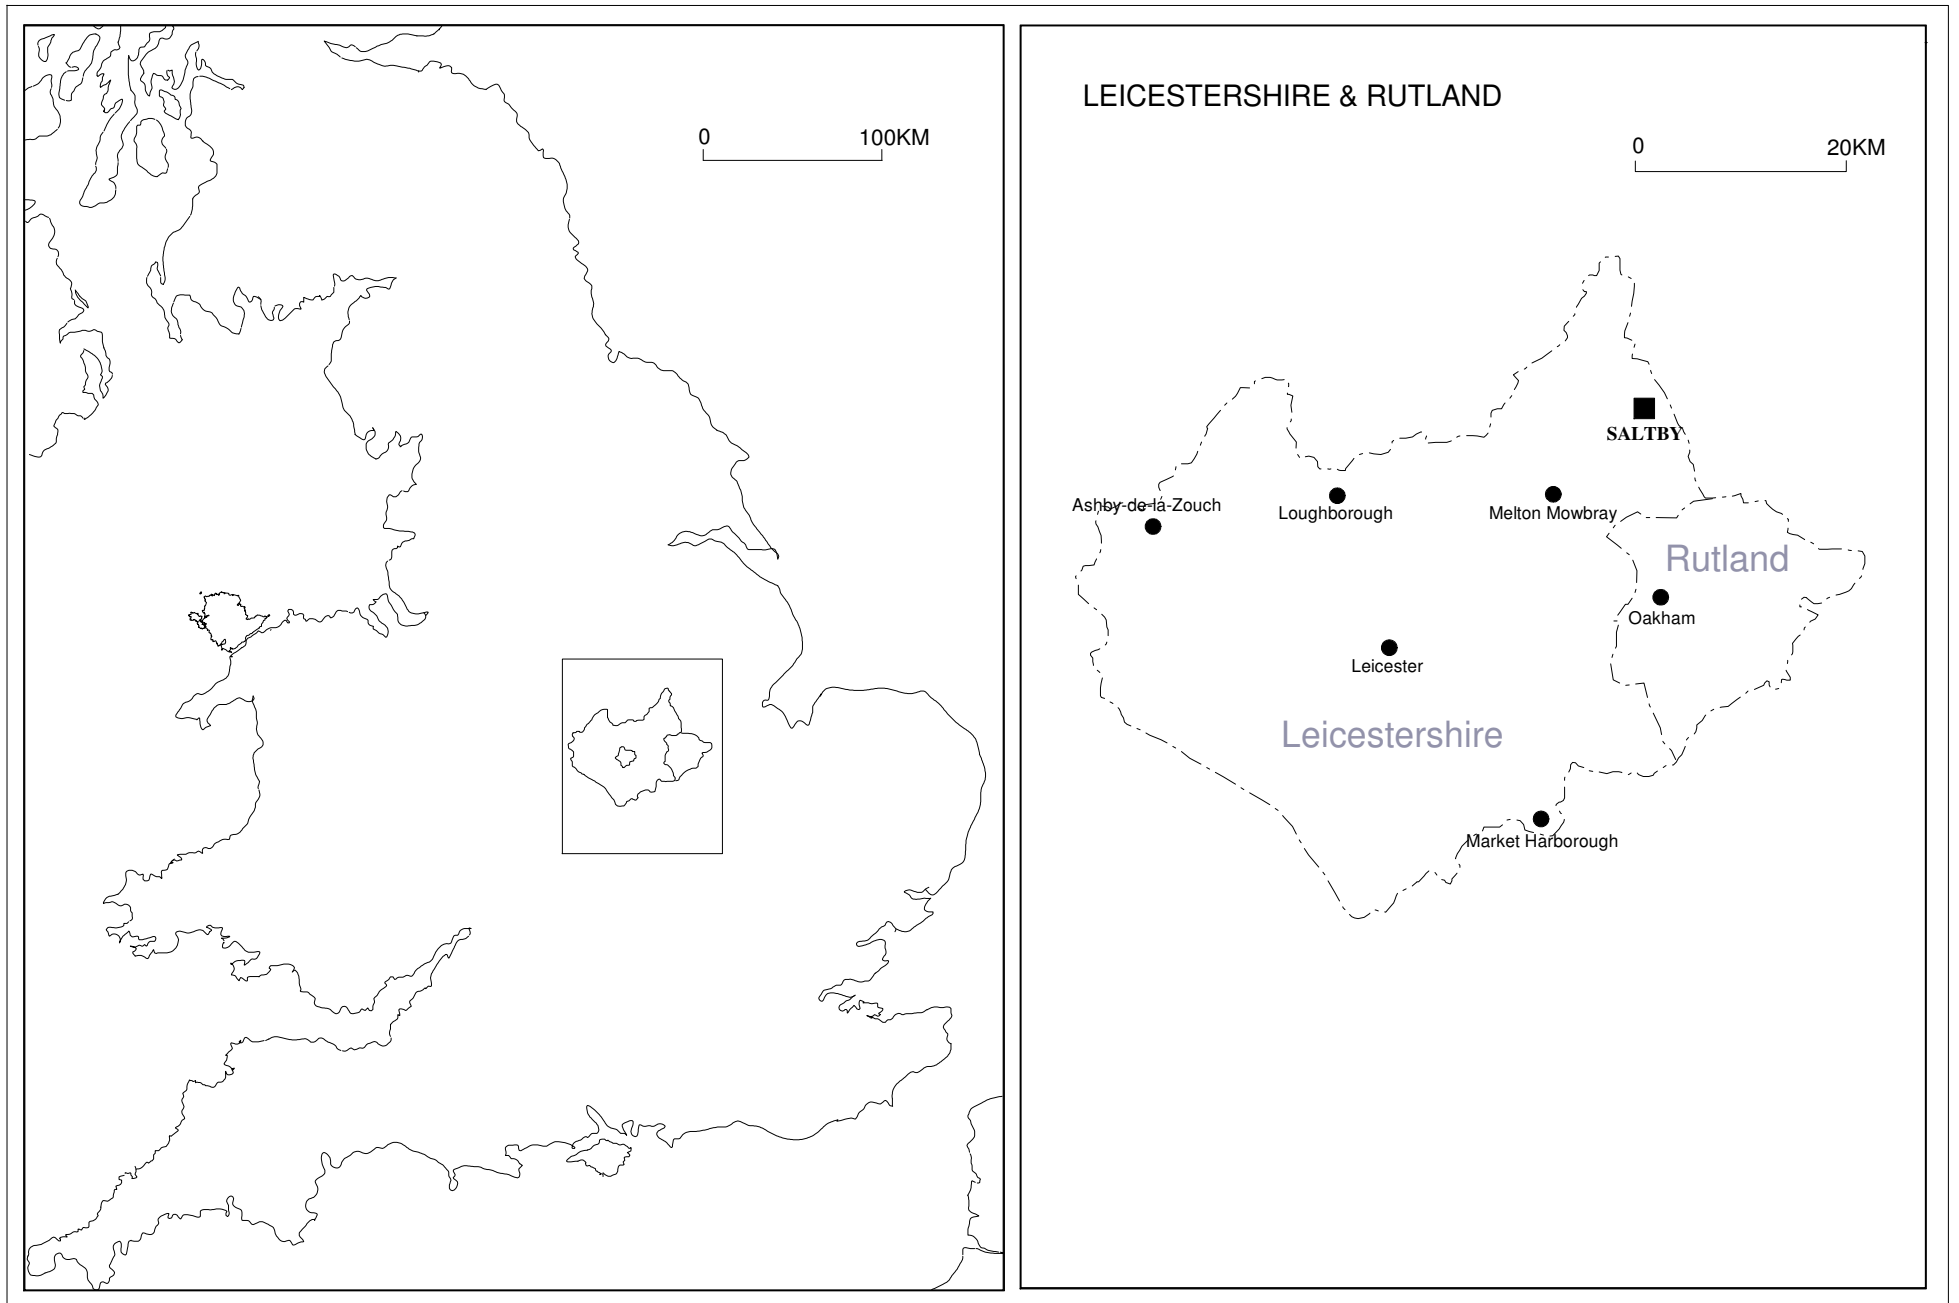 0 100KM
LEICESTERSHIRE & RUTLAND
0 20KM
SALTBY
Ashby-de-la-Zouch
Loughborough
Melton Mowbray
Rutland
Oakham
Leicester
Leicestershire
Market Harborough